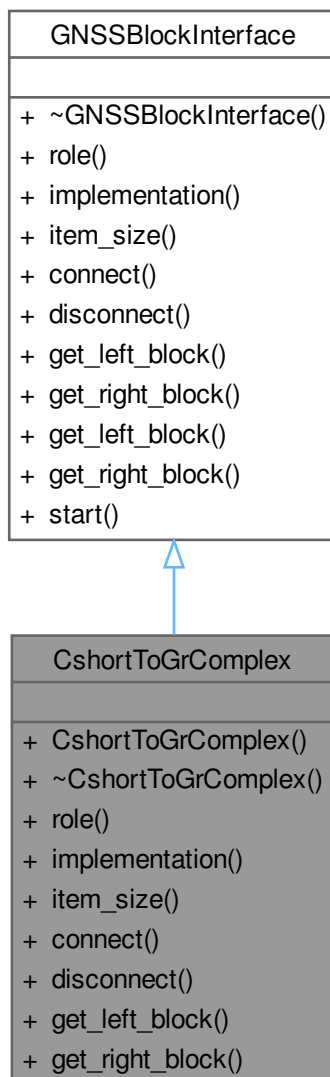 GNSSBlockInterface
+ ~GNSSBlockInterface()
+ role()
+ implementation()
+ item_size()
+ connect()
+ disconnect()
+ get_left_block()
+ get_right_block()
+ get_left_block()
+ get_right_block()
+ start()
CshortToGrComplex
+ CshortToGrComplex()
+ ~CshortToGrComplex()
+ role()
+ implementation()
+ item_size()
+ connect()
+ disconnect()
+ get_left_block()
+ get_right_block()